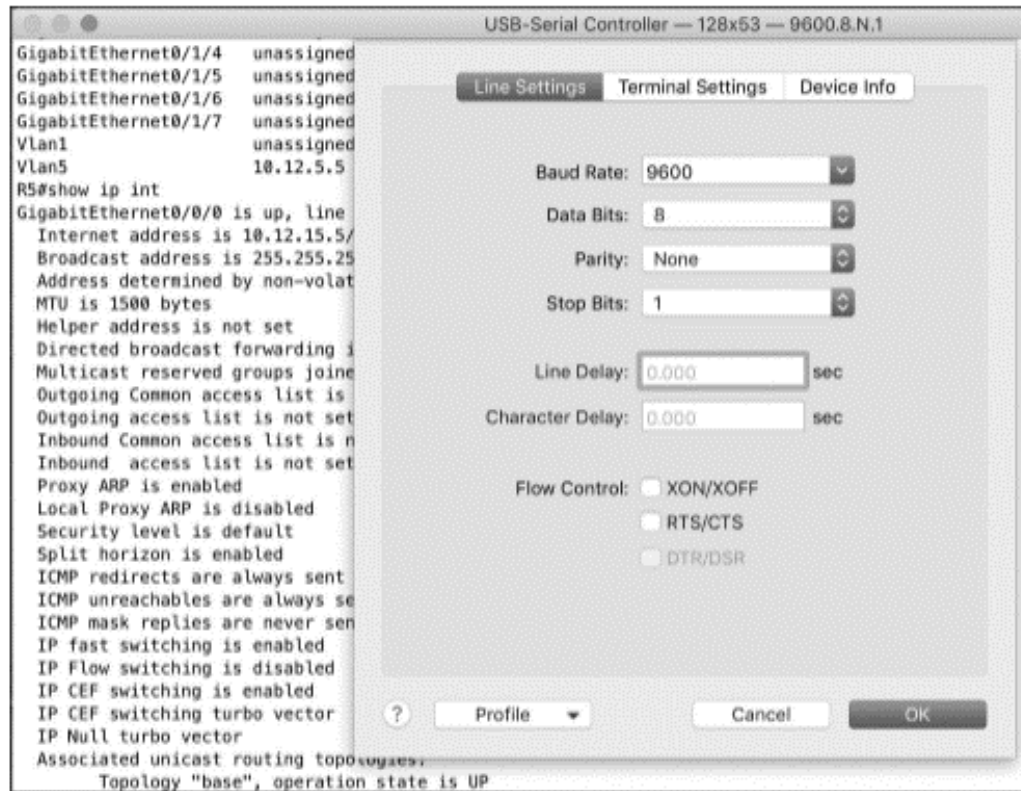 USB-Serial Controller — 128x53 — 9600.8.N.1
GigabitEthernet0/1/4 unassigned
GigabitEthernet0/1/5 unassigned
GigabitEthernet0/1/6 unassigned
GigabitEthernet0/1/7 unassigned
Vlan1 unassigned
Vlan5 10.12.5.5
R5#show ip int
GigabitEthernet0/0/0 is up, line
Internet address is 10.12.15.5/
Broadcast address is 255.255.25
Address determined by non-volat
MTU is 1500 bytes
Helper address is not set
Directed broadcast forwarding i
Multicast reserved groups joine
Outgoing Common access list is
Outgoing access list is not set
Inbound Common access list is n
Inbound access list is not set
Proxy ARP is enabled
Local Proxy ARP is disabled
Security level is default
Split horizon is enabled
ICMP redirects are always sent
ICMP unreachables are always se
ICMP mask replies are never sen
IP fast switching is enabled
IP Flow switching is disabled
IP CEF switching is enabled
IP CEF switching turbo vector
IP Null turbo vector
Associated unicast routing topologies:
Topology "base", operation state is UP
Line Settings Terminal Settings Device Info
Baud Rate: 9600
Data Bits: 8
Parity: None
Stop Bits: 1
Line Delay: 0.000 sec
Character Delay: 0.000 sec
Flow Control: XON/XOFF
RTS/CTS
DTR/DSR
? Profile Cancel OK